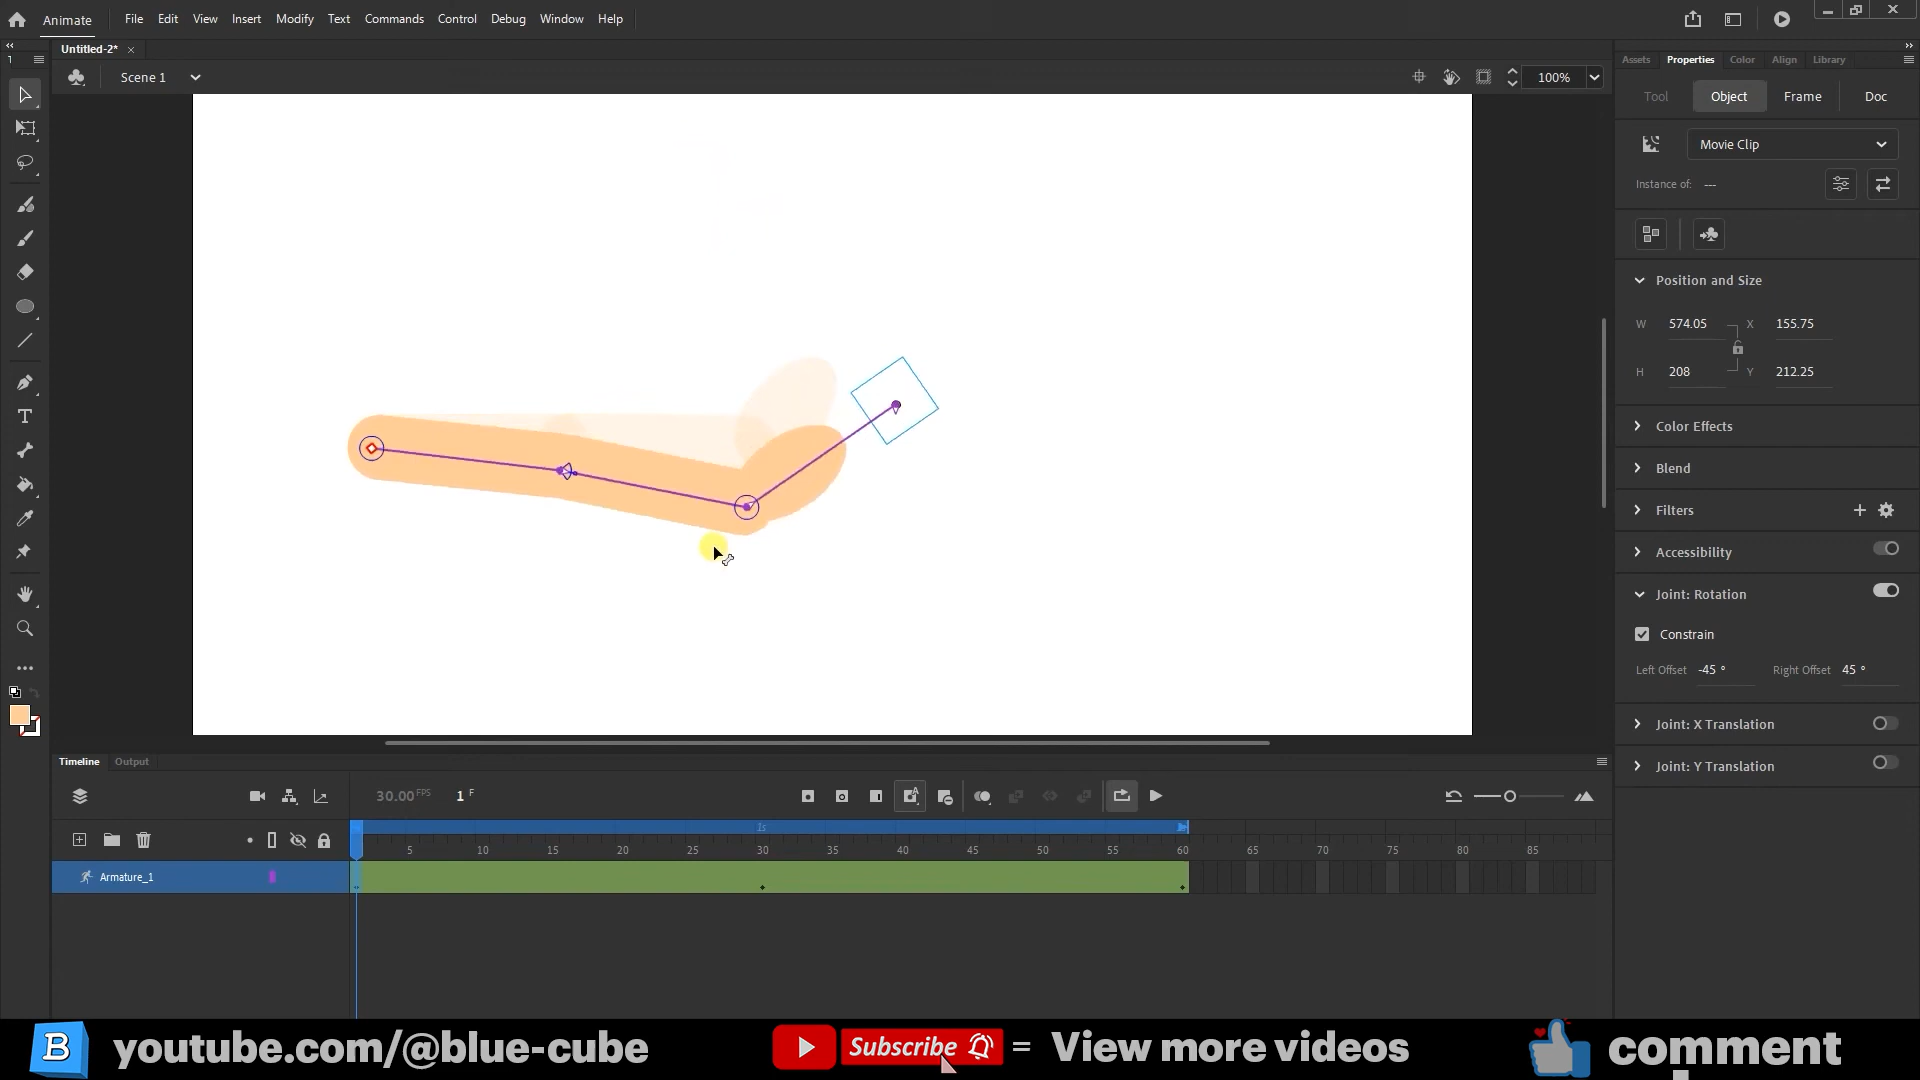 Animate File Edit View Insert Modify Text Commands Control Debug Window Help
Untitled-2* ×
Scene 1 100%
1
Assets Properties Color Align Library
Tool Object Frame Doc
Movie Clip
Instance of: ---
Position and Size
W 574.05 X 155.75
H 208 Y 212.25
Color Effects
Blend
Filters
Accessibility
Joint: Rotation
Constrain
Left Offset -45 ° Right Offset 45 °
Joint: X Translation
Joint: Y Translation
Timeline Output
30.00 FPS 1 F
1s
5 10 15 20 25 30 35 40 45 50 55 60 65 70 75 80 85
Armature_1
B youtube.com/@blue-cube Subscribe = View more videos comment